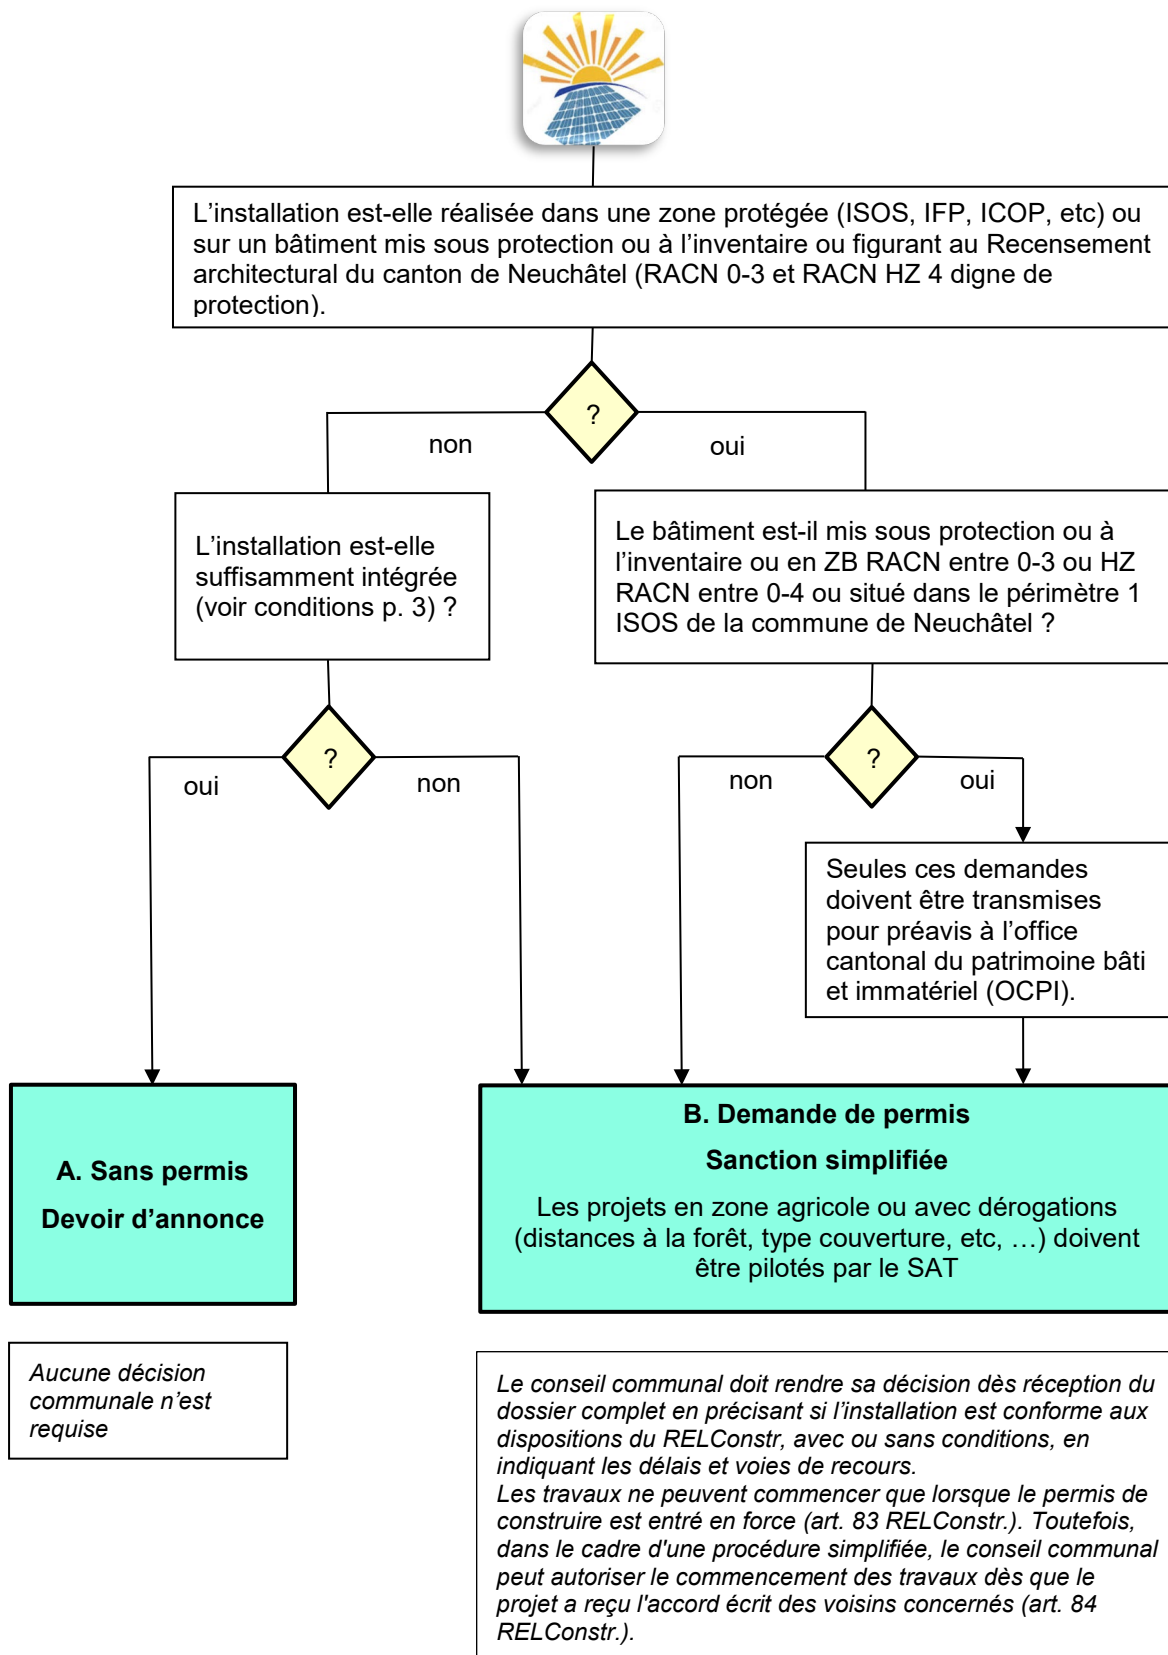 L’installation est-elle réalisée dans une zone protégée (ISOS, IFP, ICOP, etc) ou
sur un bâtiment mis sous protection ou à l’inventaire ou figurant au Recensement
architectural du canton de Neuchâtel (RACN 0-3 et RACN HZ 4 digne de
protection).
?
non
oui
L’installation est-elle
suffisamment intégrée
(voir conditions p. 3) ?
Le bâtiment est-il mis sous protection ou à
l’inventaire ou en ZB RACN entre 0-3 ou HZ
RACN entre 0-4 ou situé dans le périmètre 1
ISOS de la commune de Neuchâtel ?
?
oui
non
?
non
oui
Seules ces demandes
doivent être transmises
pour préavis à l’office
cantonal du patrimoine bâti
et immatériel (OCPI).
A. Sans permis
Devoir d’annonce
B. Demande de permis
Sanction simplifiée
Les projets en zone agricole ou avec dérogations
(distances à la forêt, type couverture, etc, …) doivent
être pilotés par le SAT
Aucune décision
communale n’est
requise
Le conseil communal doit rendre sa décision dès réception du
dossier complet en précisant si l’installation est conforme aux
dispositions du RELConstr, avec ou sans conditions, en
indiquant les délais et voies de recours.
Les travaux ne peuvent commencer que lorsque le permis de
construire est entré en force (art. 83 RELConstr.). Toutefois,
dans le cadre d'une procédure simplifiée, le conseil communal
peut autoriser le commencement des travaux dès que le
projet a reçu l'accord écrit des voisins concernés (art. 84
RELConstr.).